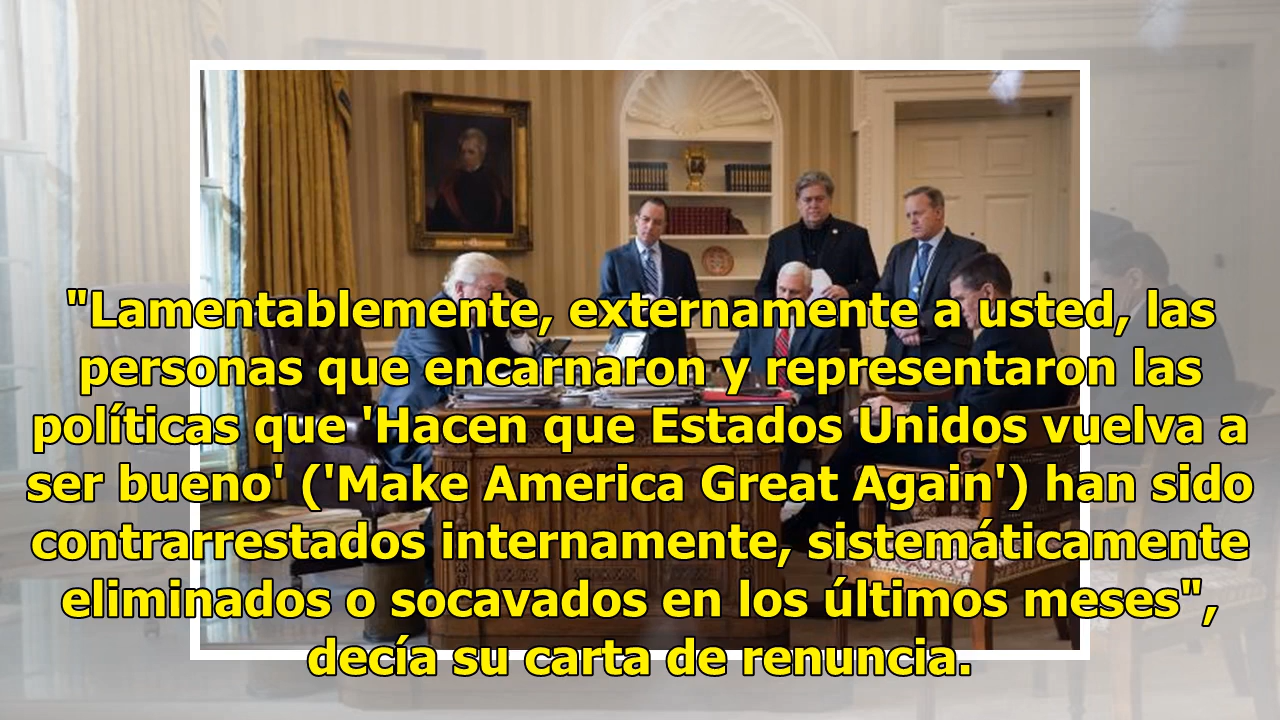 "Lamentablemente, externamente a usted, las
personas que encarnaron y representaron las
políticas que 'Hacen que Estados Unidos vuelva a
ser bueno' ('Make America Great Again') han sido
contrarrestados internamente, sistemáticamente
eliminados o socavados en los últimos meses",
decía su carta de renuncia.